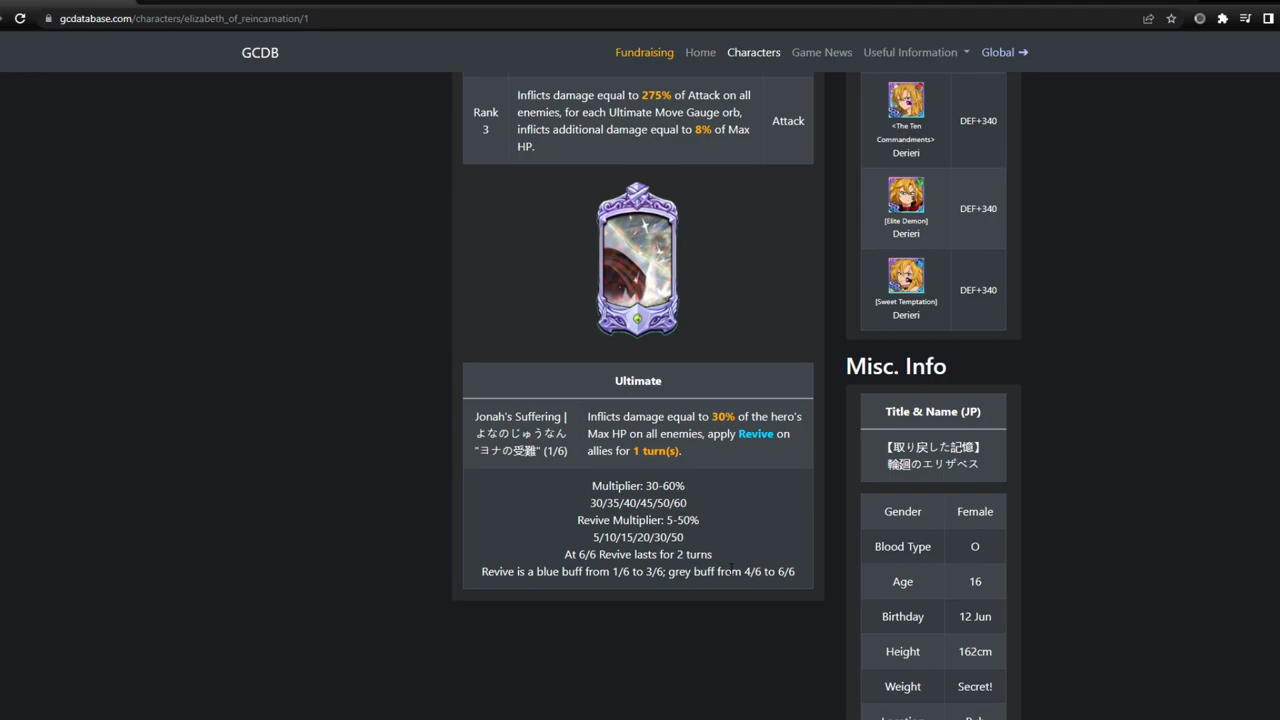 gcdatabase.com/characters/elizabeth_of_reincarnation/1
GCDB
Fundraising Home Characters Game News Useful Information Global ➔
Rank
3
Inflicts damage equal to 275% of Attack on all
enemies, for each Ultimate Move Gauge orb,
inflicts additional damage equal to 8% of Max
HP.
Attack
Ultimate
Jonah's Suffering |
よなのじゅうなん
"ヨナの受難" (1/6)
Inflicts damage equal to 30% of the hero's
Max HP on all enemies, apply Revive on
allies for 1 turn(s).
Multiplier: 30-60%
30/35/40/45/50/60
Revive Multiplier: 5-50%
5/10/15/20/30/50
At 6/6 Revive lasts for 2 turns
Revive is a blue buff from 1/6 to 3/6; grey buff from 4/6 to 6/6
<The Ten
Commandments>
Derieri
DEF+340
[Elite Demon]
Derieri
DEF+340
[Sweet Temptation]
Derieri
DEF+340
Misc. Info
Title & Name (JP)
【取り戻した記憶】
輪廻のエリザベス
Gender Female
Blood Type O
Age 16
Birthday 12 Jun
Height 162cm
Weight Secret!